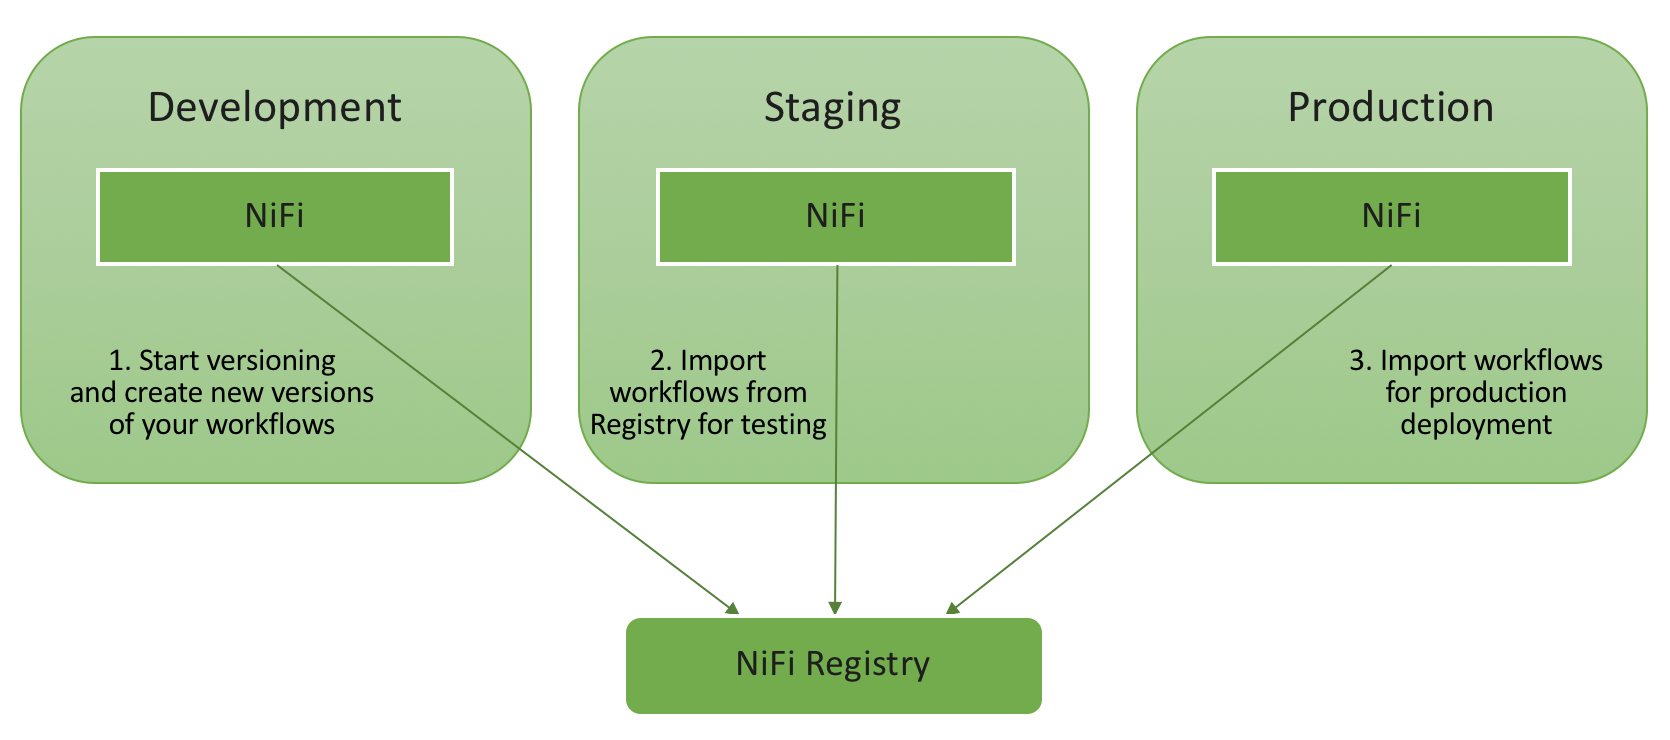 Development
NiFi
1. Start versioning
and create new versions
of your workflows
Staging
NiFi
2. Import
workflows from
Registry for testing
Production
NiFi
3. Import workflows
for production
deployment
NiFi Registry